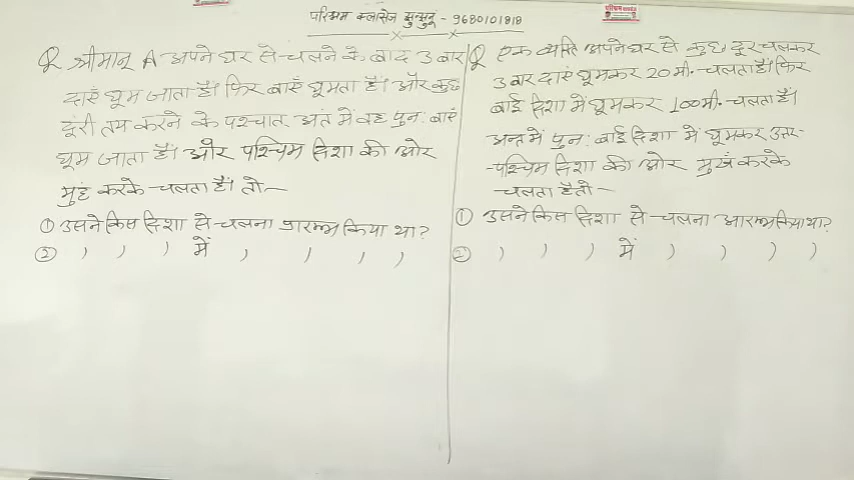 परिश्रम क्लासेज झुन्झुनूं - 9680101818
Q श्रीमान् A अपने घर से चलने के बाद 3 बार
दाएँ घूम जाता है। फिर बाएँ घूमता है। और कुछ
दूरी तय करने के पश्चात् अंत में वह पुनः बाएं
घूम जाता है। और पश्चिम दिशा की ओर
मुंह करके चलता है। तो—
① उसने किस दिशा से चलना प्रारम्भ किया था?
② ) ) ) में ) ) ) )
Q एक व्यक्ति अपने घर से कुछ दूर चलकर
3 बार दाएं घूमकर 20 मी. चलता है। फिर
बाई दिशा में घूमकर 100 मी. चलता है।
अन्त में पुनः बाई दिशा में घूमकर उत्तर-
-पश्चिम दिशा की ओर मुख करके
चलता है तो—
① उसने किस दिशा से चलना आरम्भ किया था?
② ) ) ) में ) ) ) )